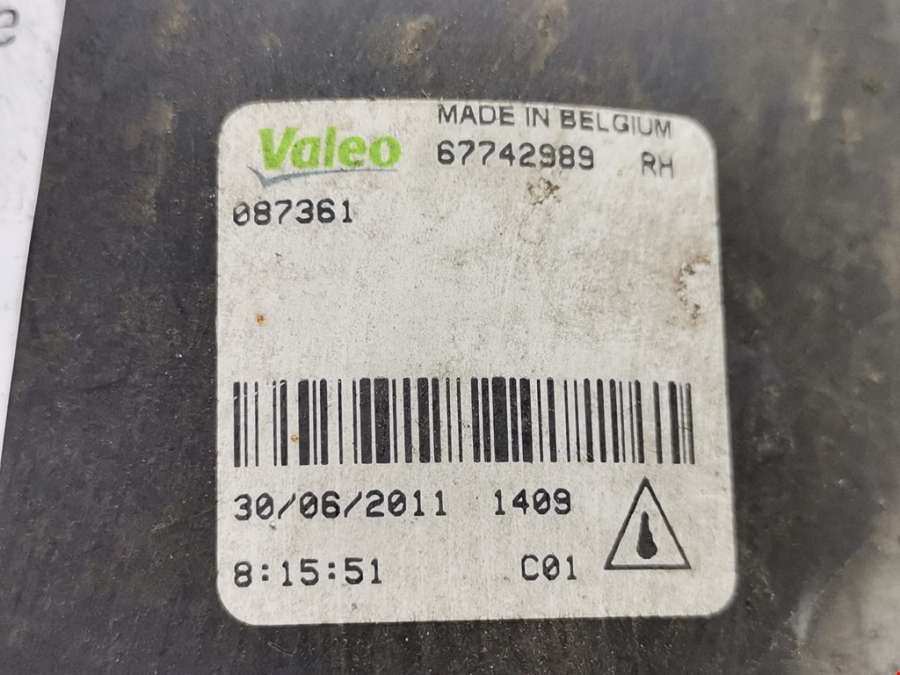 e
MADE IN BELGIUM
Valeo 67742989 RH
087361
30/06/2011 1409
8:15:51 C01